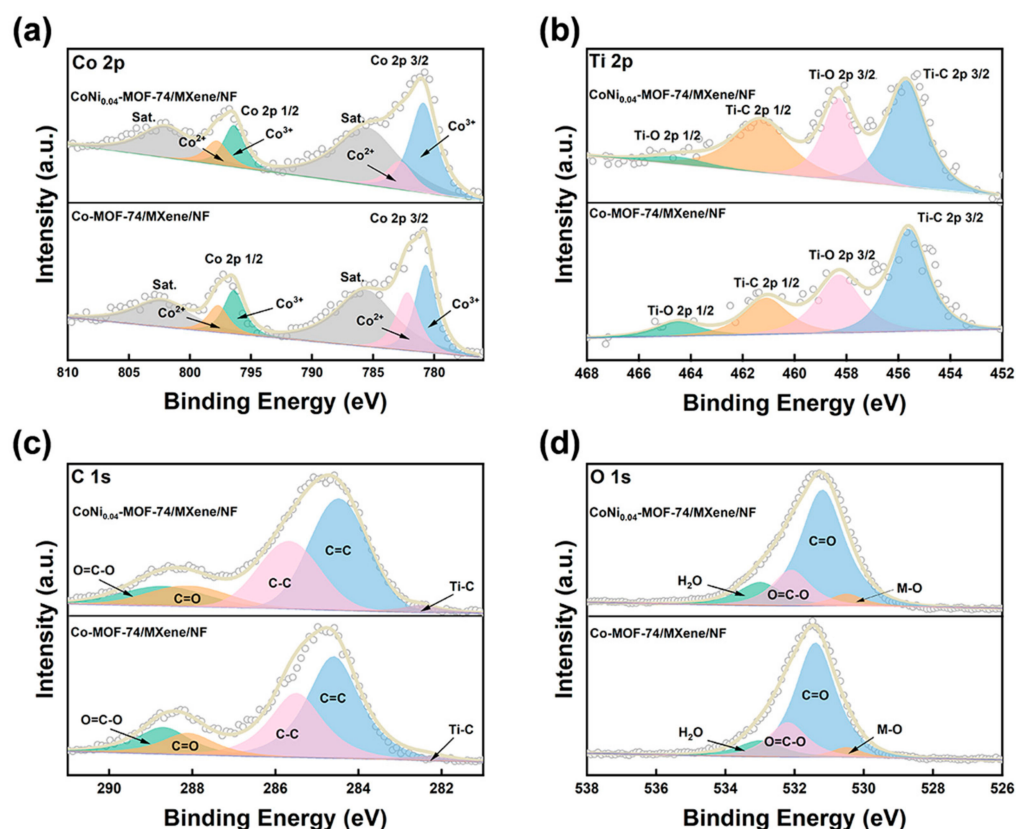 (a)
Co 2p
Co 2p 3/2
CoNi0.04-MOF-74/MXene/NF
Co 2p 1/2
Sat.
Sat.
Co3+
Co3+
Co2+
Co2+
Co-MOF-74/MXene/NF
Co 2p 3/2
Co 2p 1/2
Sat.
Sat.
Co3+
Co3+
Co2+
Co2+
Intensity (a.u.)
810 805 800 795 790 785 780
Binding Energy (eV)
(b)
Ti 2p
CoNi0.04-MOF-74/MXene/NF
Ti-O 2p 3/2
Ti-C 2p 3/2
Ti-C 2p 1/2
Ti-O 2p 1/2
Co-MOF-74/MXene/NF
Ti-C 2p 3/2
Ti-O 2p 3/2
Ti-C 2p 1/2
Ti-O 2p 1/2
Intensity (a.u.)
468 466 464 462 460 458 456 454 452
Binding Energy (eV)
(c)
C 1s
CoNi0.04-MOF-74/MXene/NF
O=C-O
C=O
C-C
C=C
Ti-C
Co-MOF-74/MXene/NF
O=C-O
C=O
C-C
C=C
Ti-C
Intensity (a.u.)
290 288 286 284 282
Binding Energy (eV)
(d)
O 1s
CoNi0.04-MOF-74/MXene/NF
C=O
H2O
O=C-O
M-O
Co-MOF-74/MXene/NF
C=O
H2O
O=C-O
M-O
Intensity (a.u.)
538 536 534 532 530 528 526
Binding Energy (eV)